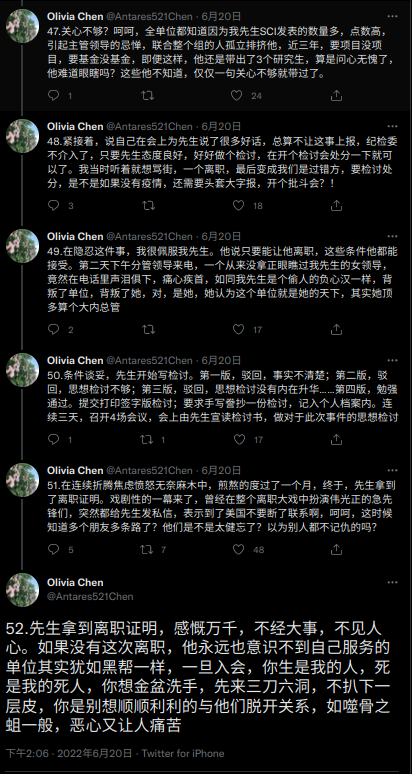 Olivia Chen @Antares521Chen · 6月20日
47.关心不够？呵呵，全单位都知道因为我先生SCI发表的数量多，点数高，
引起主管领导的忌惮，联合整个组的人孤立排挤他，近三年，要项目没项
目，要基金没基金，即便这样，他还是带出了3个研究生，算是问心无愧了，
他难道眼瞎吗？这些他不知道，仅仅一句关心不够就带过了。
1
24
Olivia Chen @Antares521Chen · 6月20日
48.紧接着，说自己在会上为先生说了很多好话，总算不让这事上报，纪检委
不介入了，只要先生态度良好，好好做个检讨，在开个检讨会处分一下就可
以了。我当时听着就想骂街，一个离职，最后变成我们是过错方，要检讨处
分，是不是如果没有疫情，还需要头套大字报，开个批斗会？！
3
18
Olivia Chen @Antares521Chen · 6月20日
49.在隐忍这件事，我很佩服我先生。他说只要能让他离职，这些条件他都能
接受。第二天下午分管领导来电，一个从来没拿正眼瞧过我先生的女领导，
竟然在电话里声泪俱下，痛心疾首，如同我先生是个偷人的负心汉一样，背
叛了单位，背叛了她，对，是她，她认为这个单位就是她的天下，其实她顶
多算个大内总管
2
17
Olivia Chen @Antares521Chen · 6月20日
50.条件谈妥，先生开始写检讨。第一版，驳回，事实不清楚；第二版，驳
回，思想检讨不够；第三版，驳回，思想检讨没有内在升华……第四版，勉强
通过。提交打印签字版检讨；要求手写誊抄一份检讨，记入个人档案内。连
续三天，召开4场会议，会上由先生宣读检讨书，做对于此次事件的思想检讨
1
1
17
Olivia Chen @Antares521Chen · 6月20日
51.在连续折腾焦虑愤怒无奈麻木中，煎熬的度过了一个月，终于，先生拿到
了离职证明。戏剧性的一幕来了，曾经在整个离职大戏中扮演伟光正的急先
锋们，突然都给先生发私信，表示到了美国不要断了联系啊，呵呵，这时候
知道多个朋友多条路了？他们是不是太健忘了？以为别人都不记仇的吗？
5
7
48
Olivia Chen
@Antares521Chen
52.先生拿到离职证明，感慨万千，不经大事，不见人
心。如果没有这次离职，他永远也意识不到自己服务的
单位其实犹如黑帮一样，一旦入会，你生是我的人，死
是我的死人，你想金盆洗手，先来三刀六洞，不扒下一
层皮，你是别想顺顺利利的与他们脱开关系，如噬骨之
蛆一般，恶心又让人痛苦
下午2:06 · 2022年6月20日 · Twitter for iPhone